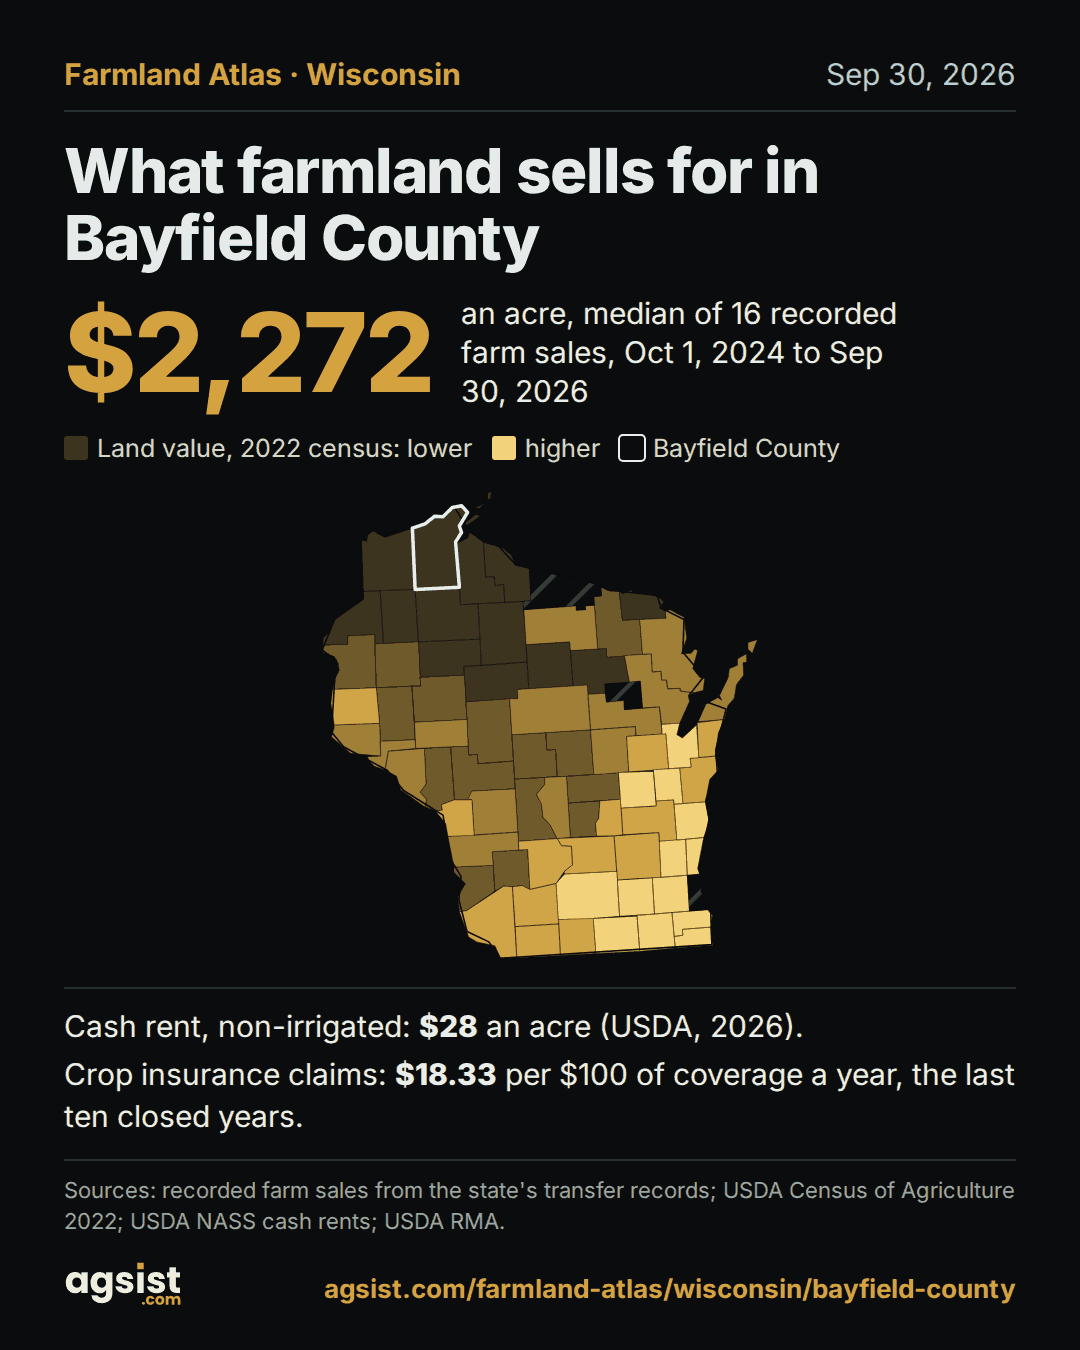 Farmland Atlas · Wisconsin
Sep 30, 2026
What farmland sells for in
Bayfield County
$2,272
an acre, median of 16 recorded
farm sales, Oct 1, 2024 to Sep
30, 2026
Land value, 2022 census: lower
higher
Bayfield County
Cash rent, non-irrigated: $28 an acre (USDA, 2026).
Crop insurance claims: $18.33 per $100 of coverage a year, the last
ten closed years.
Sources: recorded farm sales from the state's transfer records; USDA Census of Agriculture
2022; USDA NASS cash rents; USDA RMA.
agsist
.com
agsist.com/farmland-atlas/wisconsin/bayfield-county